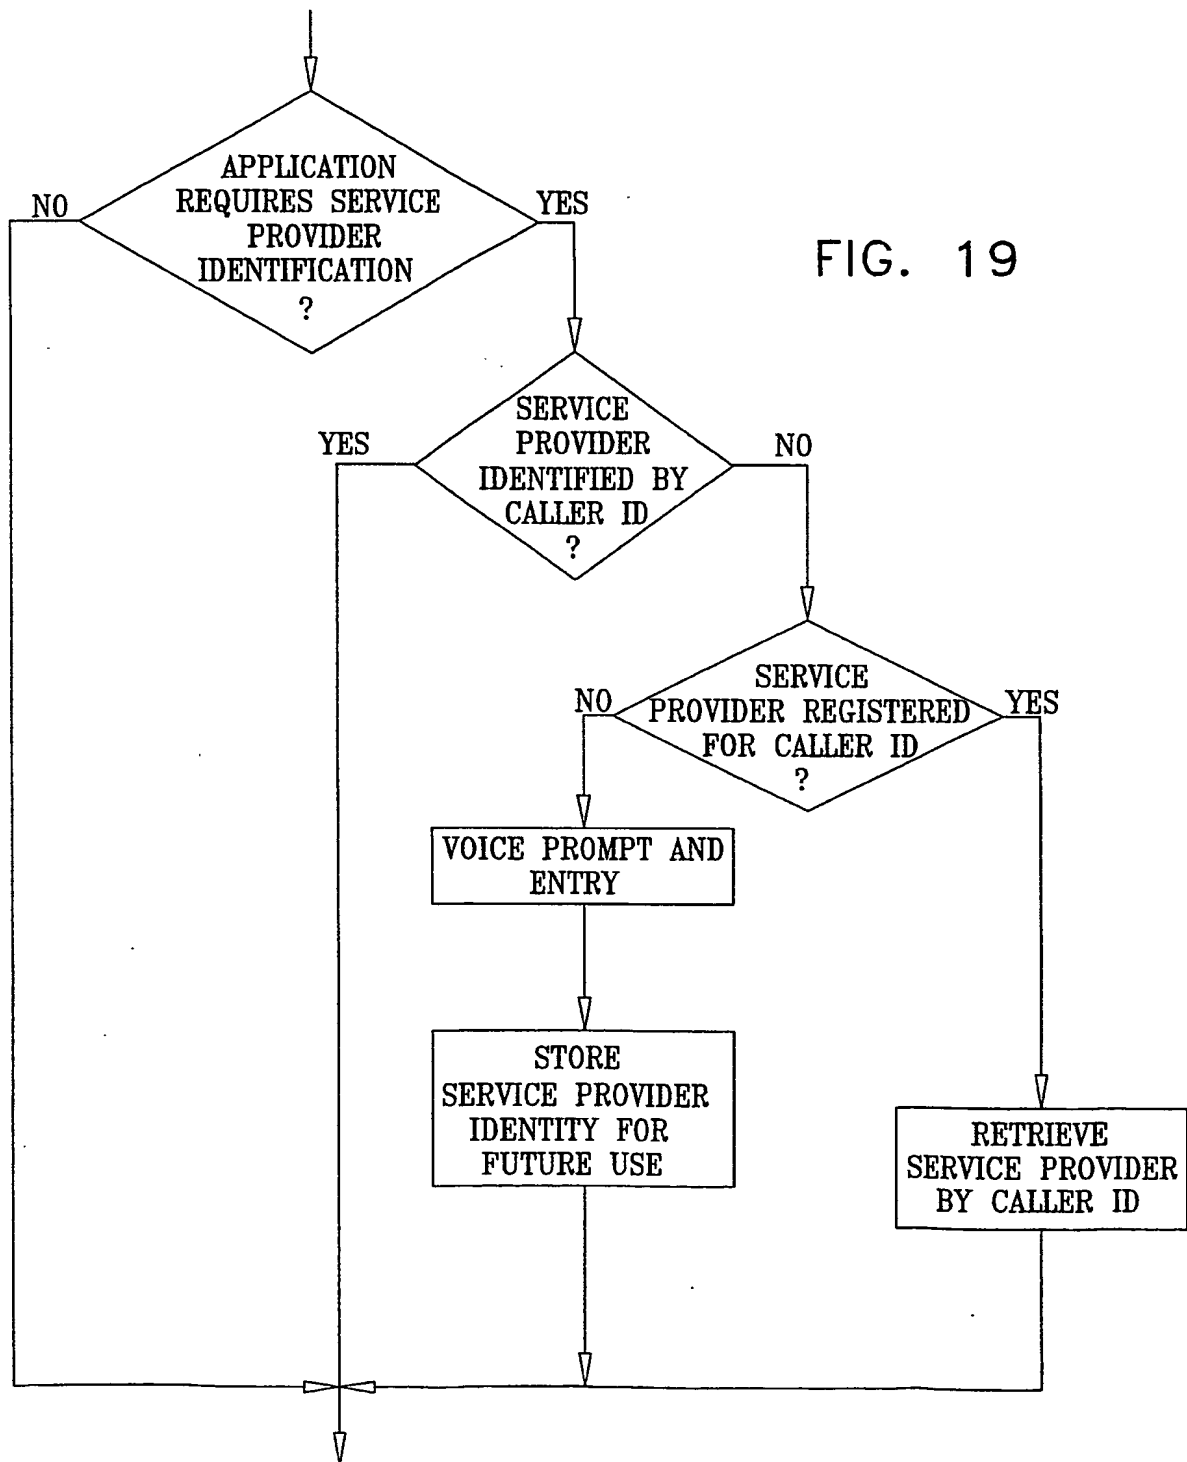 APPLICATION
REQUIRES SERVICE
PROVIDER
IDENTIFICATION
?
NO
YES
FIG. 19
SERVICE
PROVIDER
IDENTIFIED BY
CALLER ID
?
YES
NO
SERVICE
PROVIDER REGISTERED
FOR CALLER ID
?
NO
YES
VOICE PROMPT AND
ENTRY
STORE
SERVICE PROVIDER
IDENTITY FOR
FUTURE USE
RETRIEVE
SERVICE PROVIDER
BY CALLER ID